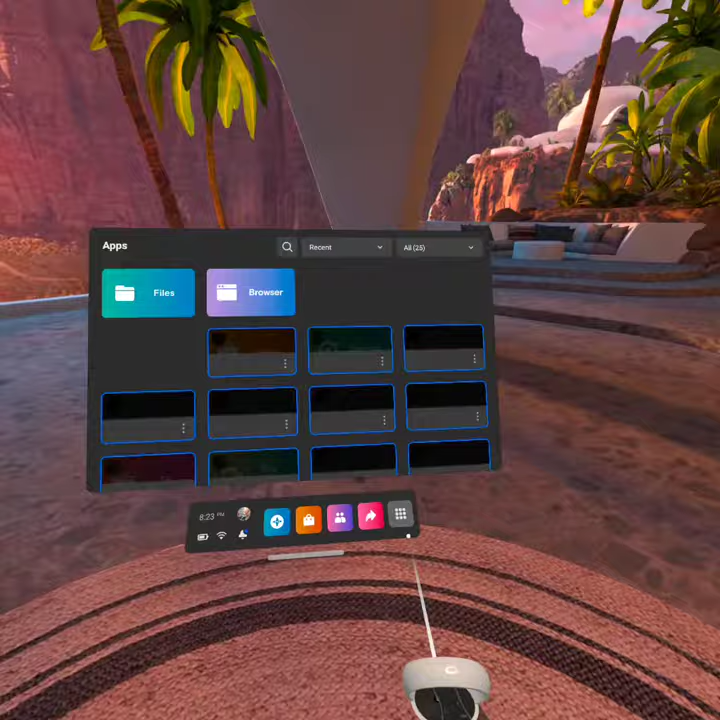 Apps
Recent
All (25)
Files
Browser
8:23 PM